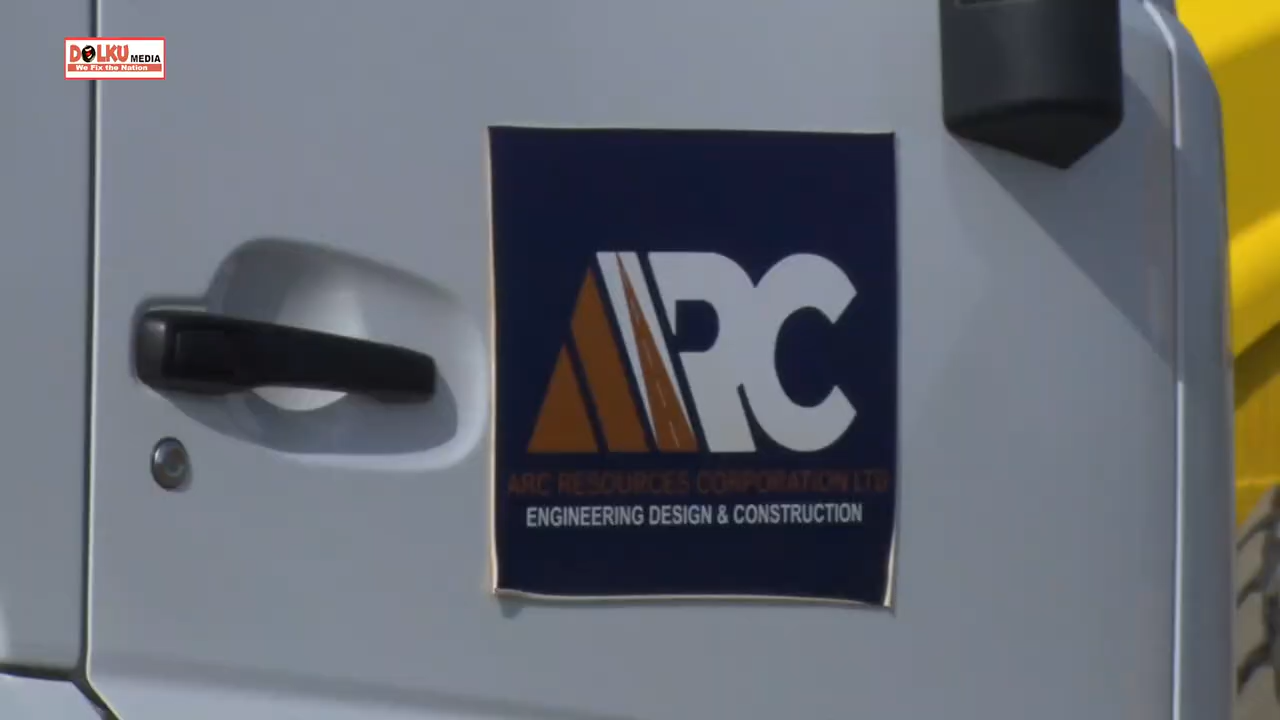 DOLKU MEDIA
We Fix the Nation
ARC
ARC RESOURCES CORPORATION LTD
ENGINEERING DESIGN & CONSTRUCTION